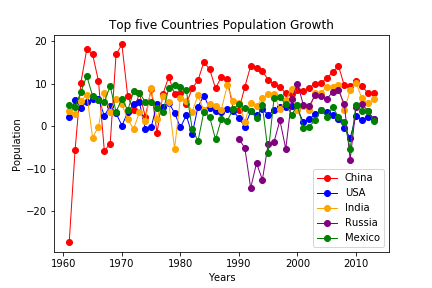 Top five Countries Population Growth
Population
20
10
0
−10
−20
1960
1970
1980
1990
2000
2010
Years
China
USA
India
Russia
Mexico